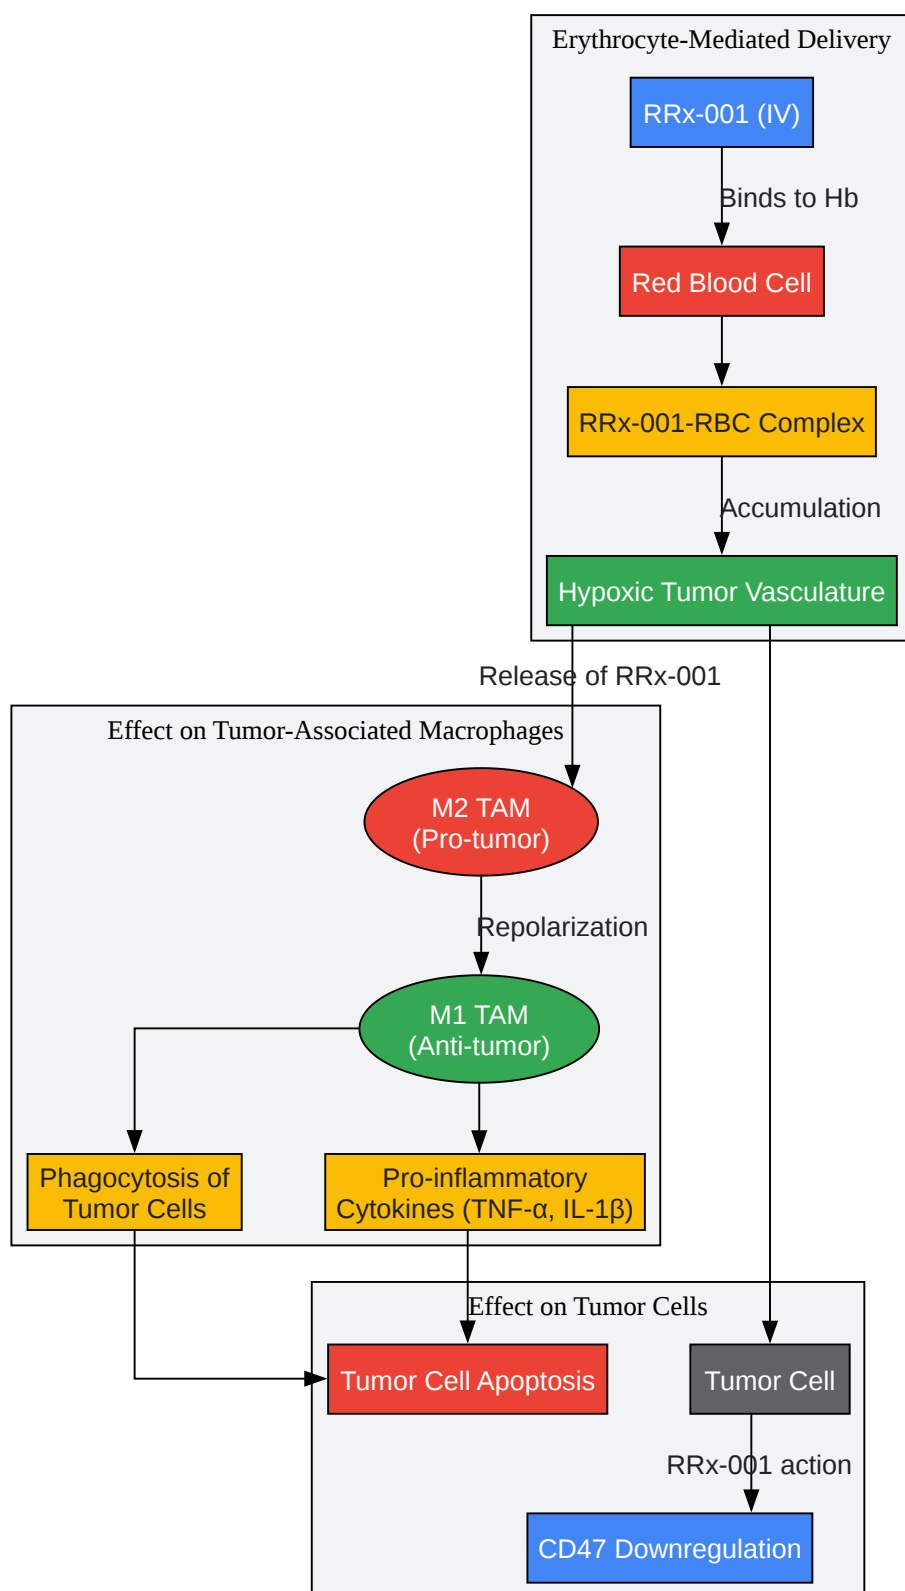 Erythrocyte-Mediated Delivery
RRx-001 (IV)
Binds to Hb
Red Blood Cell
RRx-001-RBC Complex
Accumulation
Hypoxic Tumor Vasculature
Release of RRx-001
Effect on Tumor-Associated Macrophages
M2 TAM
(Pro-tumor)
Repolarization
M1 TAM
(Anti-tumor)
Phagocytosis of
Tumor Cells
Pro-inflammatory
Cytokines (TNF-α, IL-1β)
Effect on Tumor Cells
Tumor Cell Apoptosis
Tumor Cell
RRx-001 action
CD47 Downregulation